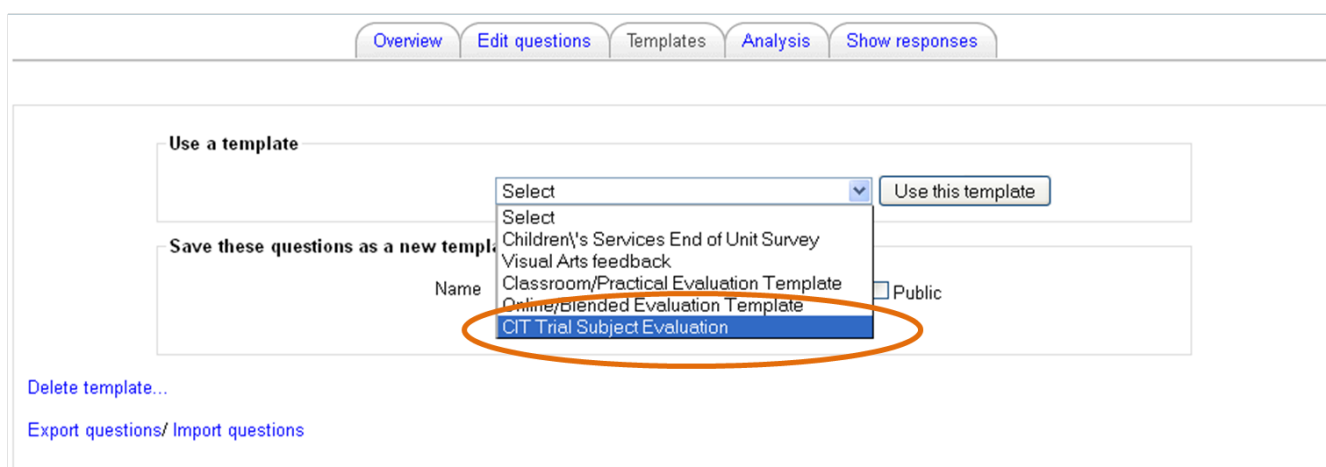 Overview Edit questions Templates Analysis Show responses
Use a template
Select Use this template
Select
Children\'s Services End of Unit Survey
Visual Arts feedback
Save these questions as a new templa
Classroom/Practical Evaluation Template
Name Public
Online/Blended Evaluation Template
CIT Trial Subject Evaluation
Delete template...
Export questions/ Import questions